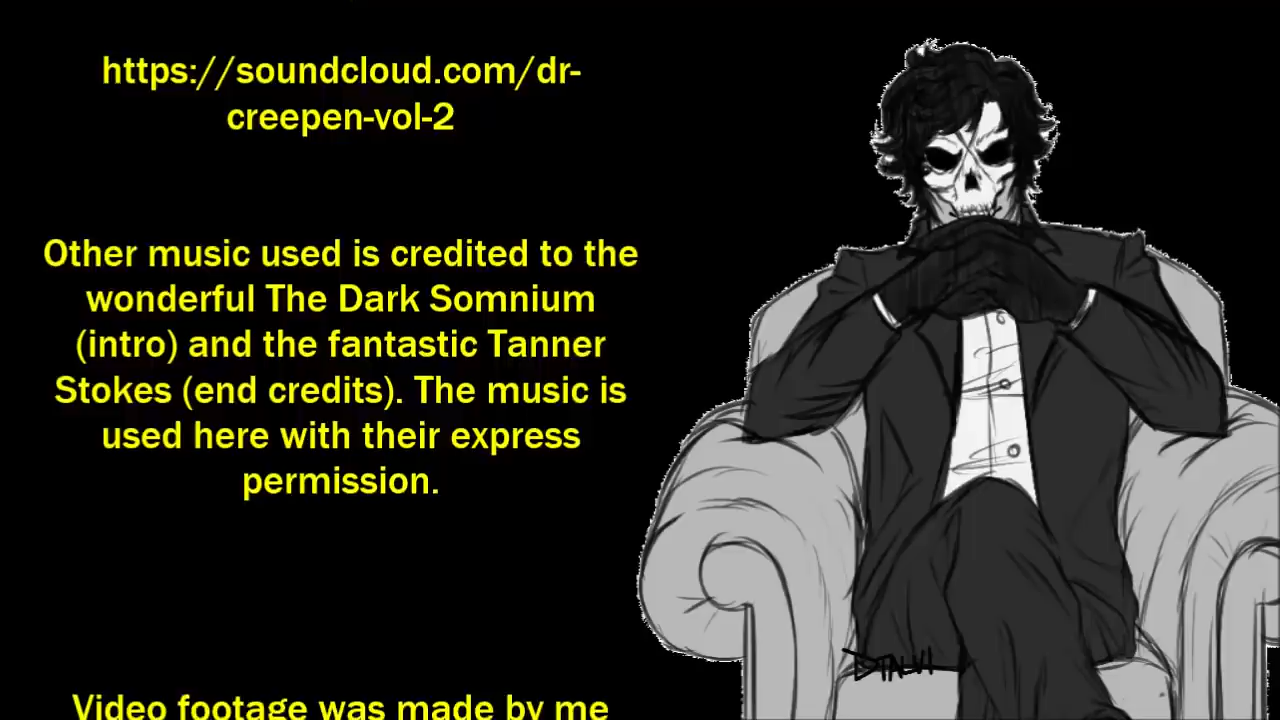 https://soundcloud.com/dr-
creepen-vol-2
Other music used is credited to the
wonderful The Dark Somnium
(intro) and the fantastic Tanner
Stokes (end credits). The music is
used here with their express
permission.
Video footage was made by me
DTALVI